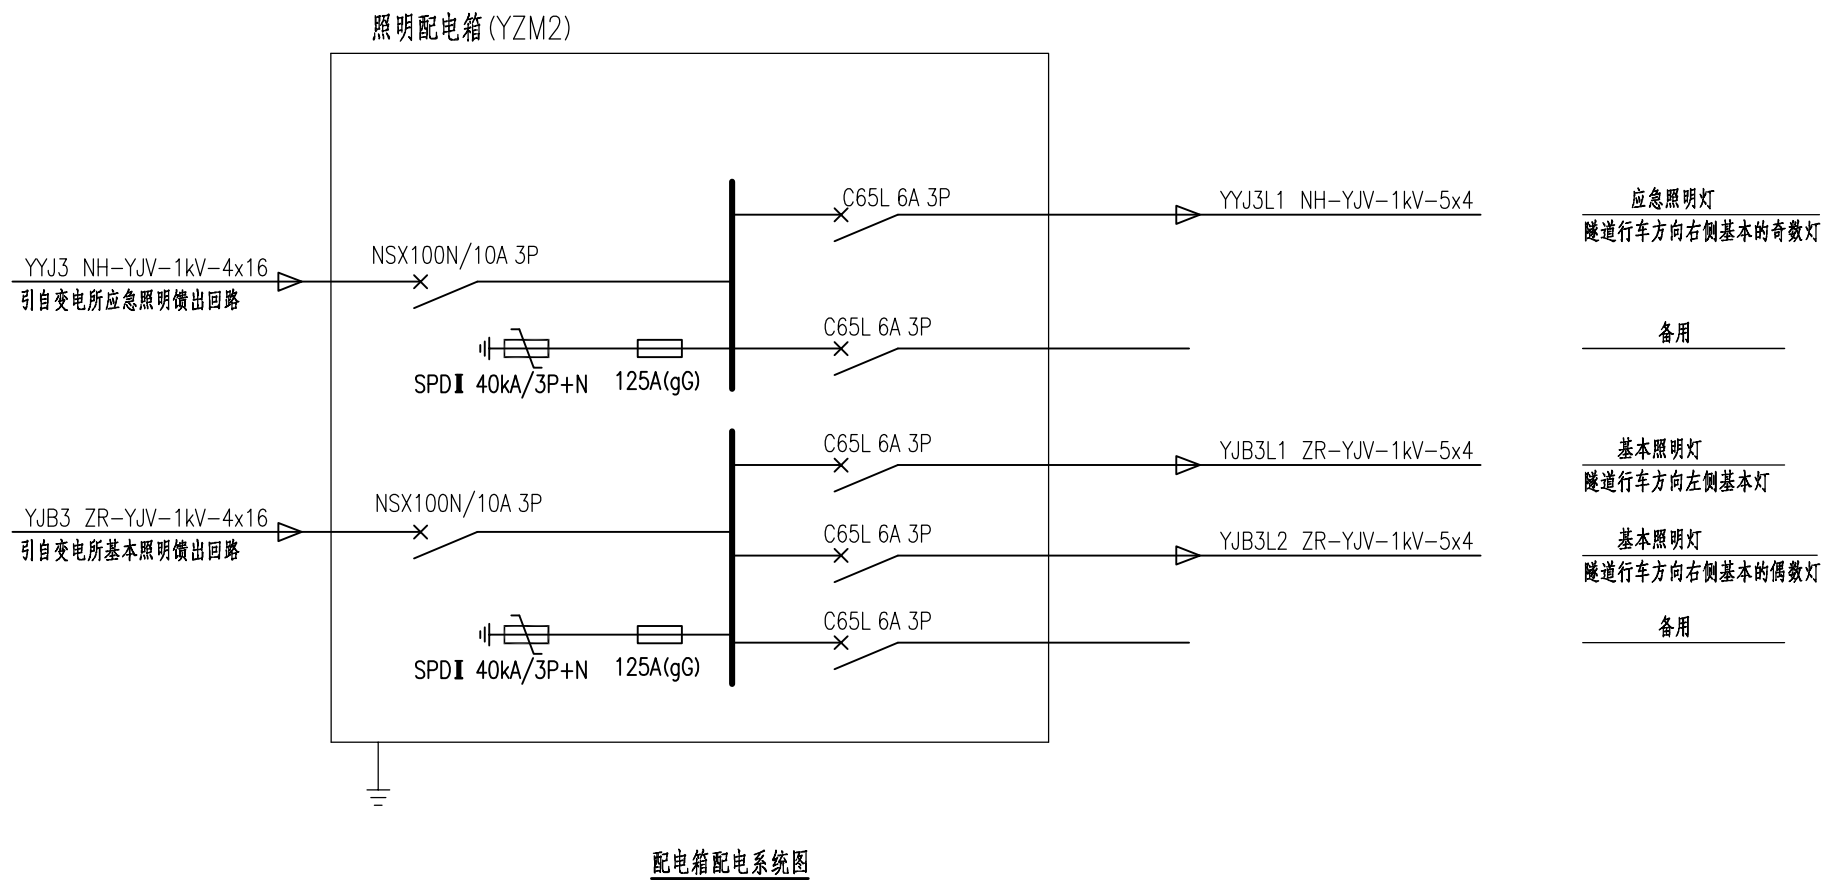 照明配电箱(YZM2)
C65L 6A 3P
YYJ3L1 NH-YJV-1kV-5x4
应急照明灯
隧道行车方向右侧基本的奇数灯
NSX100N/10A 3P
YYJ3 NH-YJV-1kV-4x16
引自变电所应急照明馈出回路
C65L 6A 3P
备用
SPDⅡ 40kA/3P+N
125A(gG)
C65L 6A 3P
YJB3L1 ZR-YJV-1kV-5x4
基本照明灯
隧道行车方向左侧基本灯
NSX100N/10A 3P
YJB3 ZR-YJV-1kV-4x16
引自变电所基本照明馈出回路
C65L 6A 3P
YJB3L2 ZR-YJV-1kV-5x4
基本照明灯
隧道行车方向右侧基本的偶数灯
C65L 6A 3P
备用
SPDⅡ 40kA/3P+N
125A(gG)
配电箱配电系统图